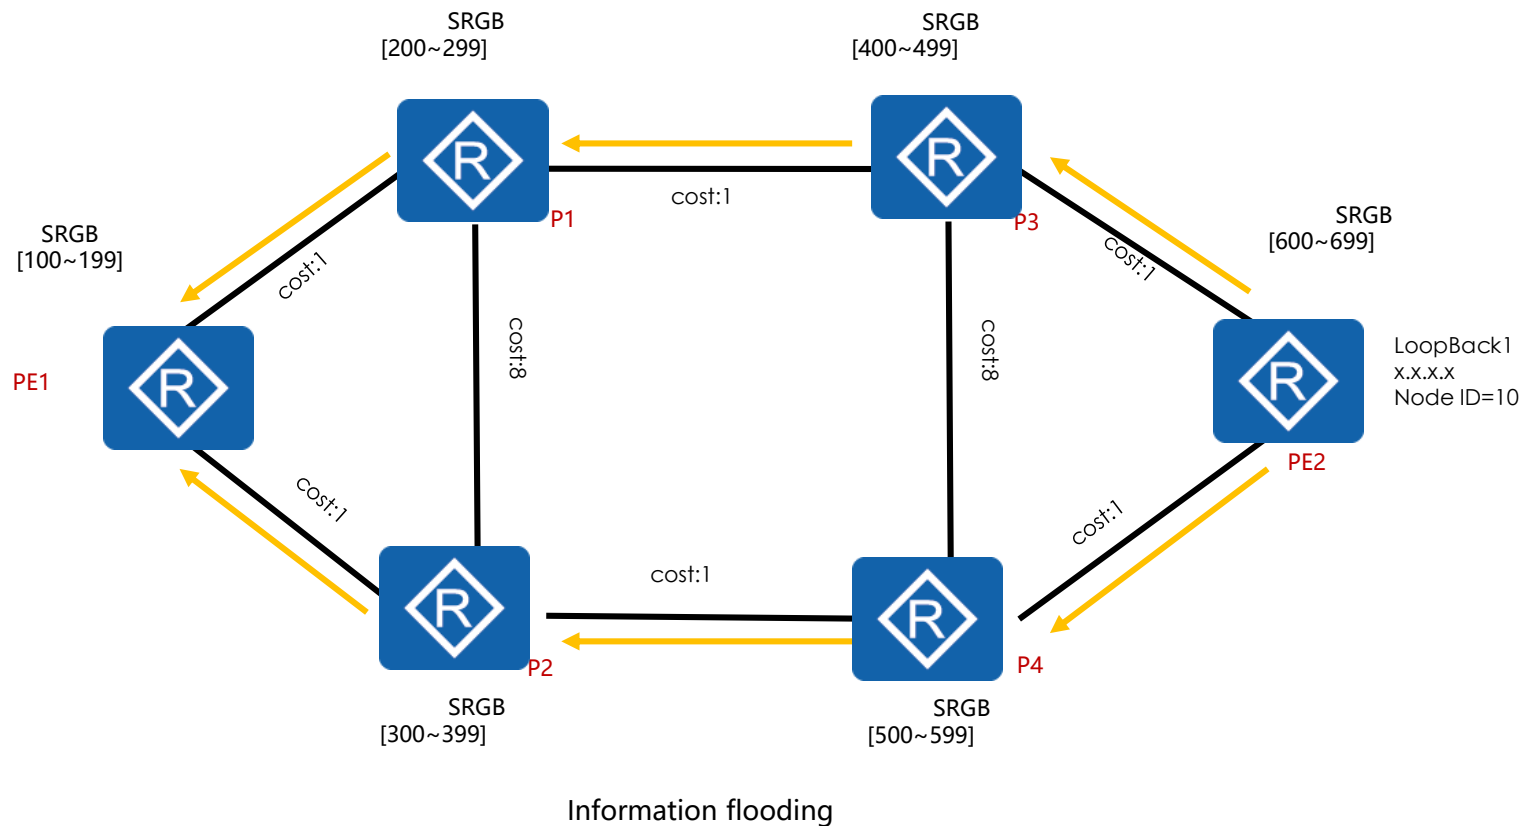 SRGB
[200~299]
SRGB
[400~499]
R
R
cost:1
P1
P3
SRGB
[100~199]
SRGB
[600~699]
cost:1
cost:1
cost:8
cost:8
PE1
R
R
LoopBack1
x.x.x.x
Node ID=10
PE2
cost:1
cost:1
cost:1
R
R
P2
P4
SRGB
[300~399]
SRGB
[500~599]
Information flooding